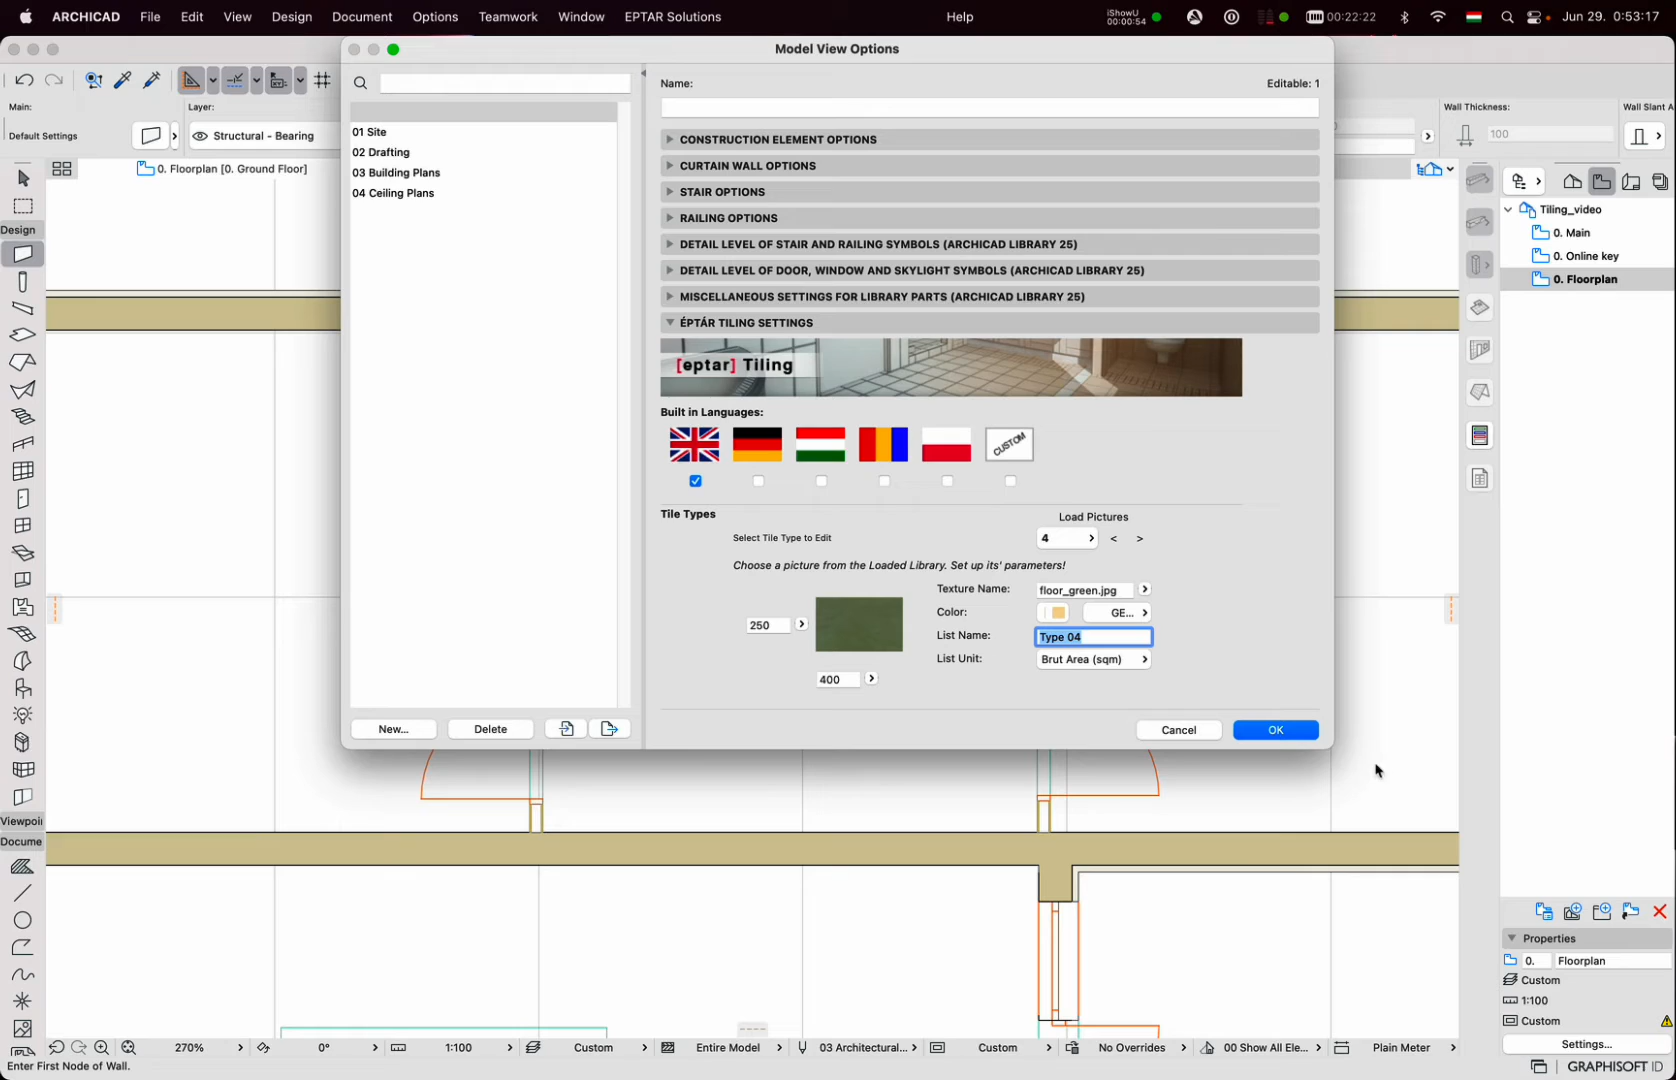 ARCHICAD File Edit View Design Document Options Teamwork Window EPTAR Solutions Help iShowU 00:00:54 00:22:22 Jun 29. 0:53:17
Model View Options
Main:
Layer:
Default Settings
Structural - Bearing
0. Floorplan [0. Ground Floor]
Design
Viewpoi
Docume
01 Site
02 Drafting
03 Building Plans
04 Ceiling Plans
New...
Delete
Name:
Editable: 1
CONSTRUCTION ELEMENT OPTIONS
CURTAIN WALL OPTIONS
STAIR OPTIONS
RAILING OPTIONS
DETAIL LEVEL OF STAIR AND RAILING SYMBOLS (ARCHICAD LIBRARY 25)
DETAIL LEVEL OF DOOR, WINDOW AND SKYLIGHT SYMBOLS (ARCHICAD LIBRARY 25)
MISCELLANEOUS SETTINGS FOR LIBRARY PARTS (ARCHICAD LIBRARY 25)
ÉPTÁR TILING SETTINGS
[eptar] Tiling
Built in Languages:
CUSTOM
Tile Types
Load Pictures
Select Tile Type to Edit
4 < >
Choose a picture from the Loaded Library. Set up its' parameters!
Texture Name: floor_green.jpg
Color: GE...
List Name: Type 04
List Unit: Brut Area (sqm)
250
400
Cancel
OK
Wall Thickness:
Wall Slant A
0
100
Tiling_video
0. Main
0. Online key
0. Floorplan
Properties
0. Floorplan
Custom
1:100
Custom
Settings...
270% 0° 1:100 Custom Entire Model 03 Architectural... Custom No Overrides 00 Show All Ele... Plain Meter
Enter First Node of Wall.
GRAPHISOFT ID